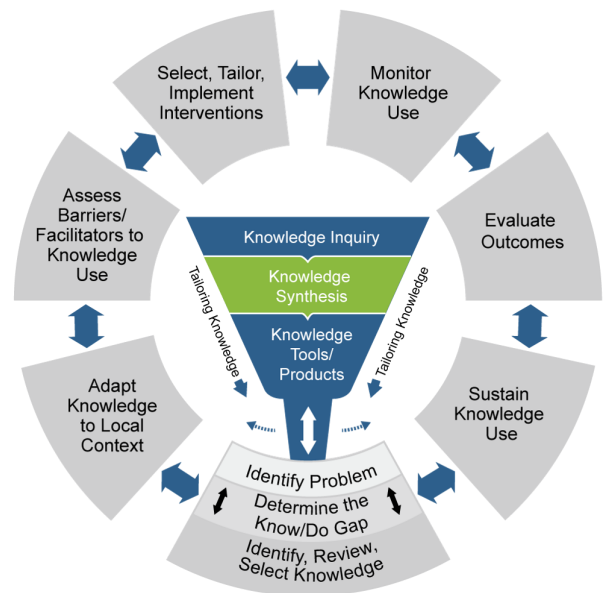 Select, Tailor,
Implement
Interventions
Monitor
Knowledge
Use
Assess
Barriers/
Facilitators to
Knowledge
Use
Evaluate
Outcomes
Knowledge Inquiry
Knowledge
Synthesis
Knowledge
Tools/
Products
Tailoring Knowledge
Tailoring Knowledge
Adapt
Knowledge
to Local
Context
Sustain
Knowledge
Use
Identify Problem
Determine the
Know/Do Gap
Identify, Review,
Select Knowledge